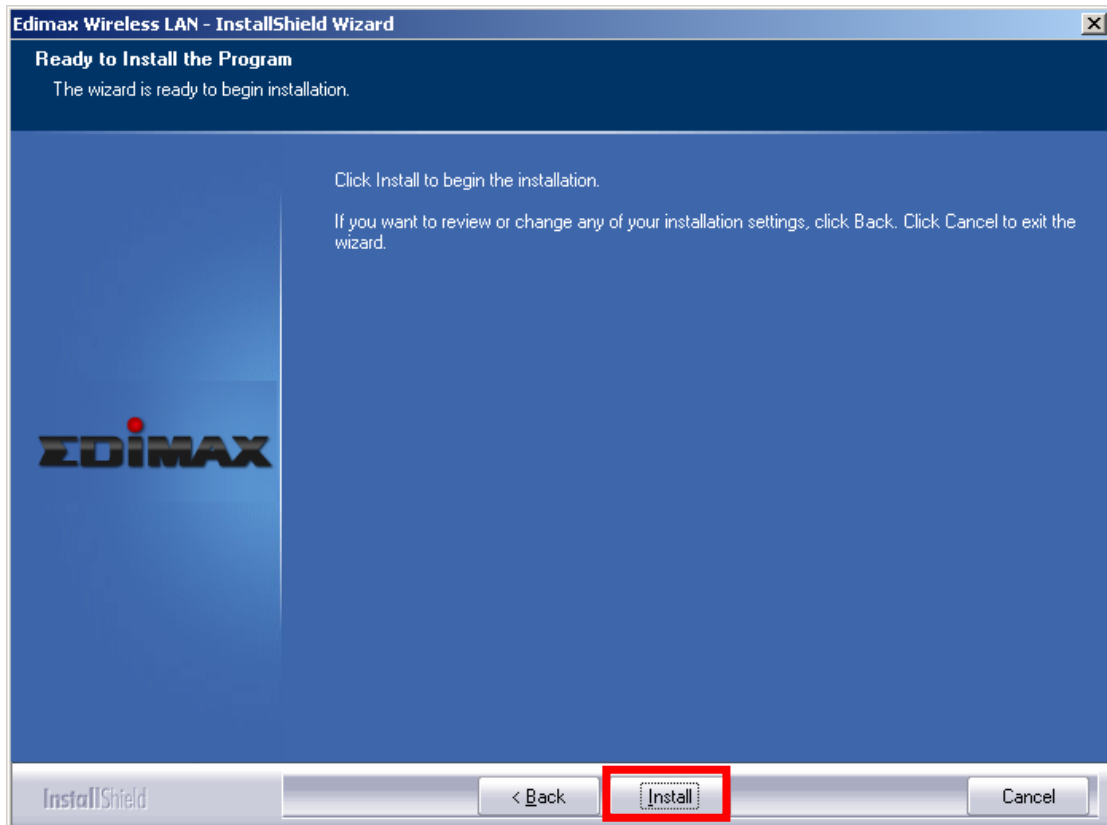 Edimax Wireless LAN - InstallShield Wizard
Ready to Install the Program
The wizard is ready to begin installation.
Click Install to begin the installation.
If you want to review or change any of your installation settings, click Back. Click Cancel to exit the
wizard.
EDIMAX
InstallShield
< Back
Install
Cancel